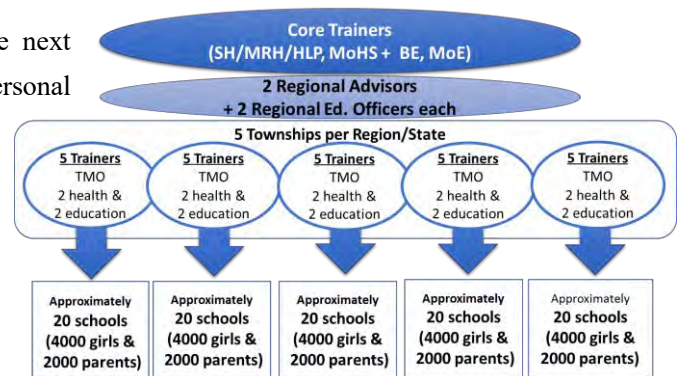 e next
ersonal
Core Trainers
(SH/MRH/HLP, MoHS + BE, MoE)
2 Regional Advisors
+ 2 Regional Ed. Officers each
5 Townships per Region/State
5 Trainers
TMO
2 health &
2 education
5 Trainers
TMO
2 health &
2 education
5 Trainers
TMO
2 health &
2 education
5 Trainers
TMO
2 health &
2 education
5 Trainers
TMO
2 health &
2 education
Approximately
20 schools
(4000 girls &
2000 parents)
Approximately
20 schools
(4000 girls &
2000 parents)
Approximately
20 schools
(4000 girls &
2000 parents)
Approximately
20 schools
(4000 girls &
2000 parents)
Approximately
20 schools
(4000 girls &
2000 parents)